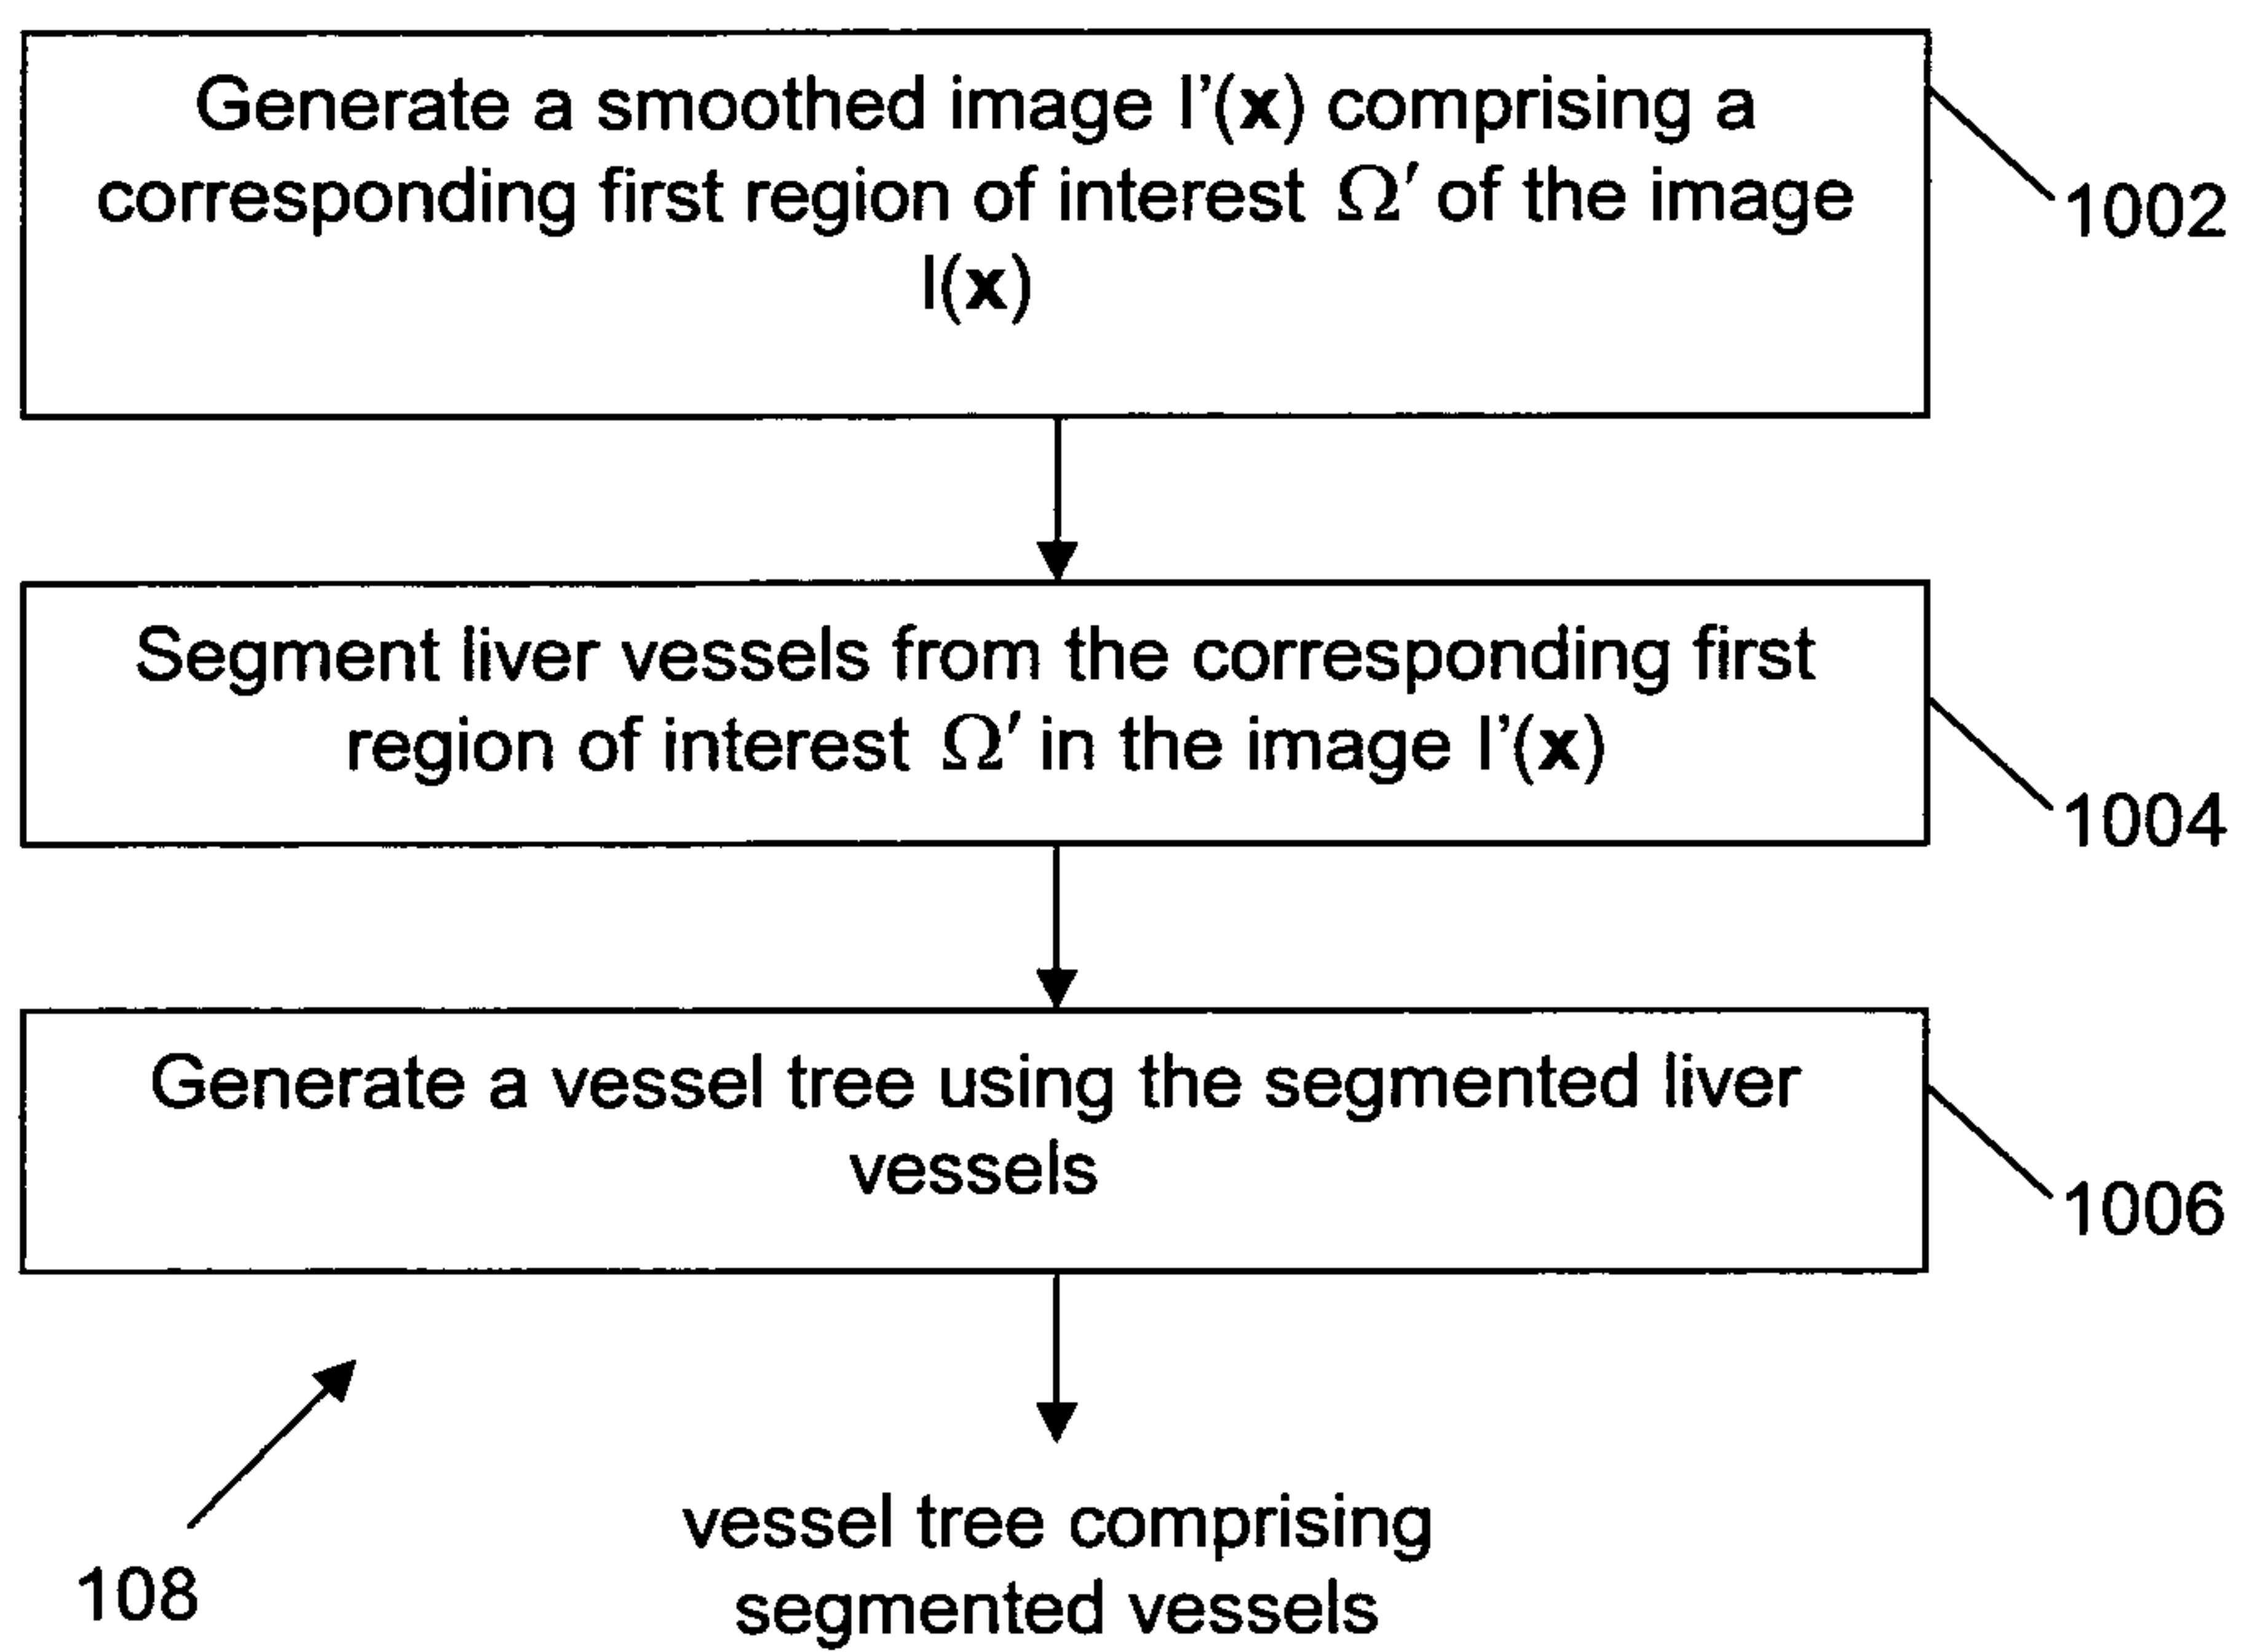 Generate a smoothed image I’(x) comprising a
corresponding first region of interest Ω′ of the image
I(x)
1002
Segment liver vessels from the corresponding first
region of interest Ω′ in the image I’(x)
1004
Generate a vessel tree using the segmented liver
vessels
1006
vessel tree comprising
segmented vessels
108